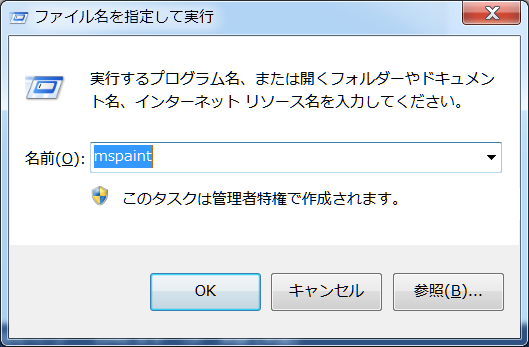 ファイル名を指定して実行
実行するプログラム名、または開くフォルダーやドキュメン
ト名、インターネット リソース名を入力してください。
名前(O): mspaint
このタスクは管理者特権で作成されます。
OK キャンセル 参照(B)...